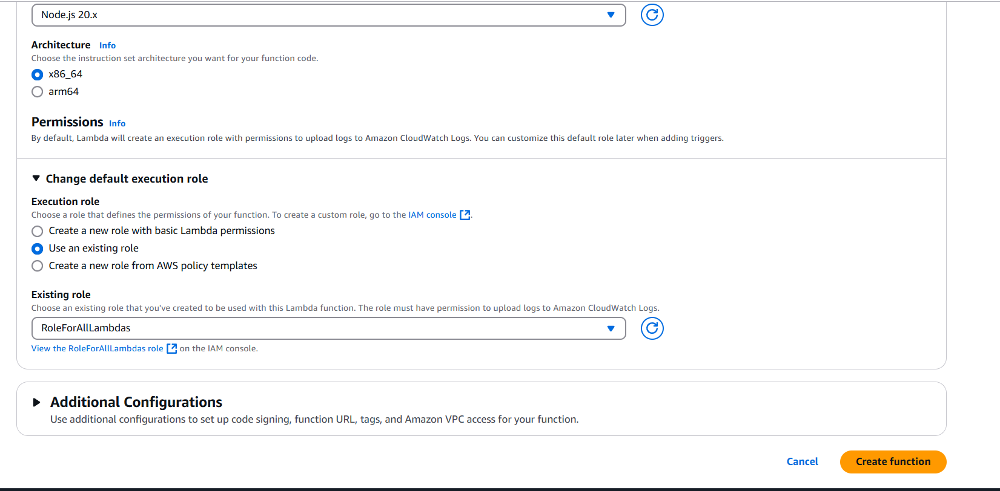 Node.js 20.x
Architecture Info
Choose the instruction set architecture you want for your function code.
x86_64
arm64
Permissions Info
By default, Lambda will create an execution role with permissions to upload logs to Amazon CloudWatch Logs. You can customize this default role later when adding triggers.
Change default execution role
Execution role
Choose a role that defines the permissions of your function. To create a custom role, go to the IAM console.
Create a new role with basic Lambda permissions
Use an existing role
Create a new role from AWS policy templates
Existing role
Choose an existing role that you've created to be used with this Lambda function. The role must have permission to upload logs to Amazon CloudWatch Logs.
RoleForAllLambdas
View the RoleForAllLambdas role on the IAM console.
Additional Configurations
Use additional configurations to set up code signing, function URL, tags, and Amazon VPC access for your function.
Cancel Create function